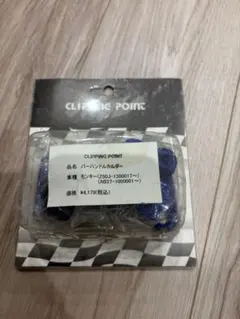 CLIPPING POINT
CLIPPING POINT
品名 バーハンドルホルダー
車種 モンキー(Z50J-1300017～)
(AB27-1000001～)
価格 ¥4,179(税込)